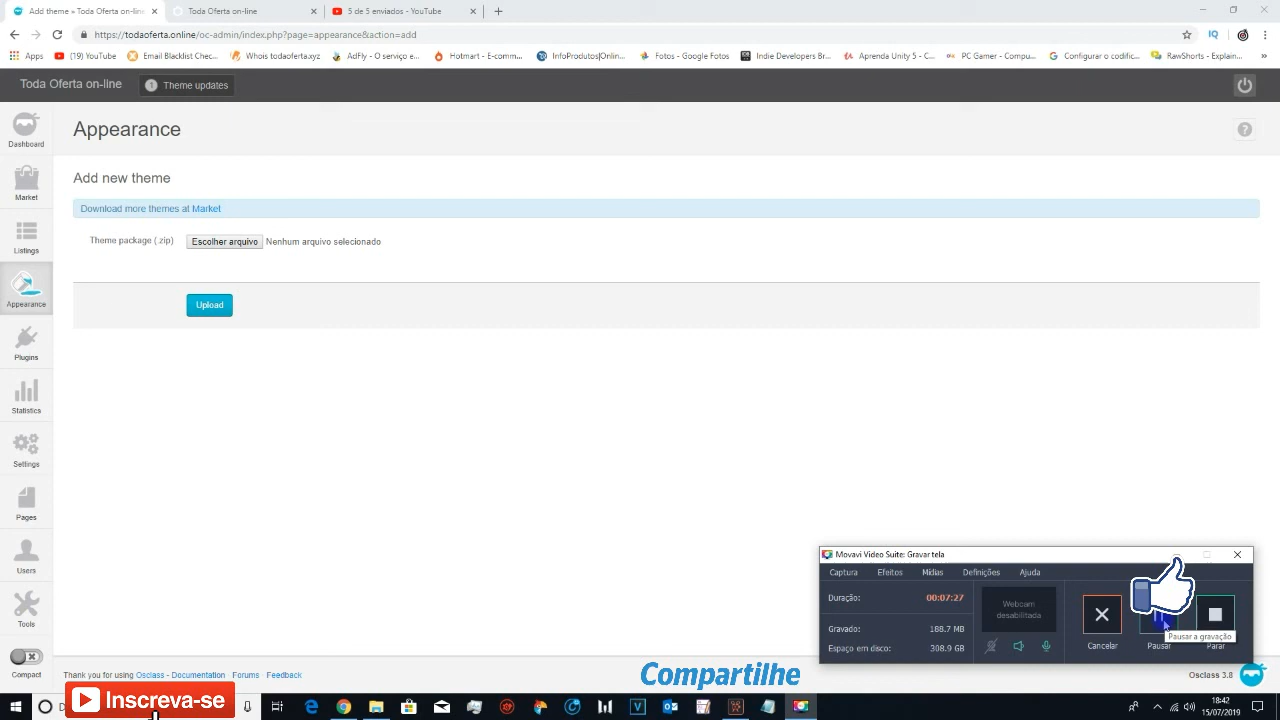 Add theme » Toda Oferta on-line
Toda Oferta on-line
5 de 5 enviados - YouTube
https://todaoferta.online/oc-admin/index.php?page=appearance&action=add
Apps
(19) YouTube
Email Blacklist Chec
Whois todaofertaxyz
AdFly - O serviço e...
Hotmart - E-comm...
InfoProdutos|Onlin...
Fotos - Google Fotos
Indie Developers Br...
Aprenda Unity 5 - C...
PC Gamer - Compu...
Configurar o codific...
RawShorts - Explain...
Toda Oferta on-line
1 Theme updates
Appearance
Add new theme
Download more themes at Market
Theme package (.zip)
Escolher arquivo Nenhum arquivo selecionado
Upload
Dashboard
Market
Listings
Appearance
Plugins
Statistics
Settings
Pages
Users
Tools
Compact
Movavi Video Suite: Gravar tela
Captura Efeitos Mídias Definições Ajuda
Duração: 00:07:27
Gravado: 188.7 MB
Espaço em disco: 308.9 GB
Webcam
desabilitada
Cancelar
Pausar
Parar
Pausar a gravação
Thank you for using Osclass - Documentation Forums Feedback
Osclass 3.8
Compartilhe
Inscreva-se
18:42
15/07/2019